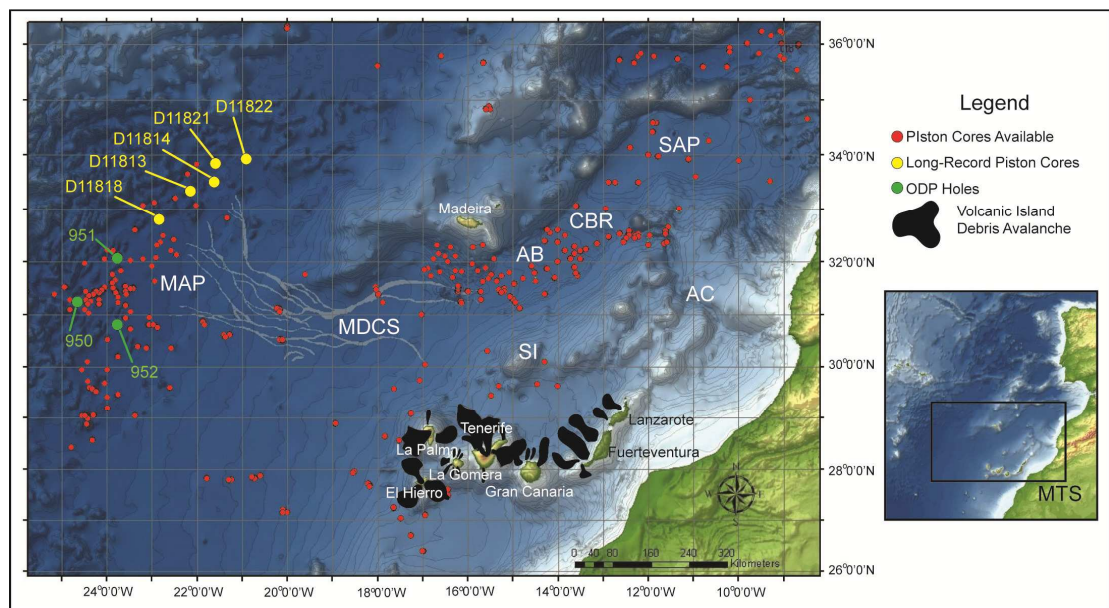 36°0'0"N
34°0'0"N
32°0'0"N
30°0'0"N
28°0'0"N
26°0'0"N
24°0'0"W
22°0'0"W
20°0'0"W
18°0'0"W
16°0'0"W
14°0'0"W
12°0'0"W
10°0'0"W
D11822
D11821
D11814
D11813
D11818
951
950
952
MAP
MDCS
Madeira
SAP
CBR
AB
AC
SI
Lanzarote
Tenerife
La Palma
Fuerteventura
La Gomera
El Hierro
Gran Canaria
N
W
E
S
0 40 80 160 240 320
Kilometers
Legend
PIston Cores Available
Long-Record Piston Cores
ODP Holes
Volcanic Island
Debris Avalanche
MTS